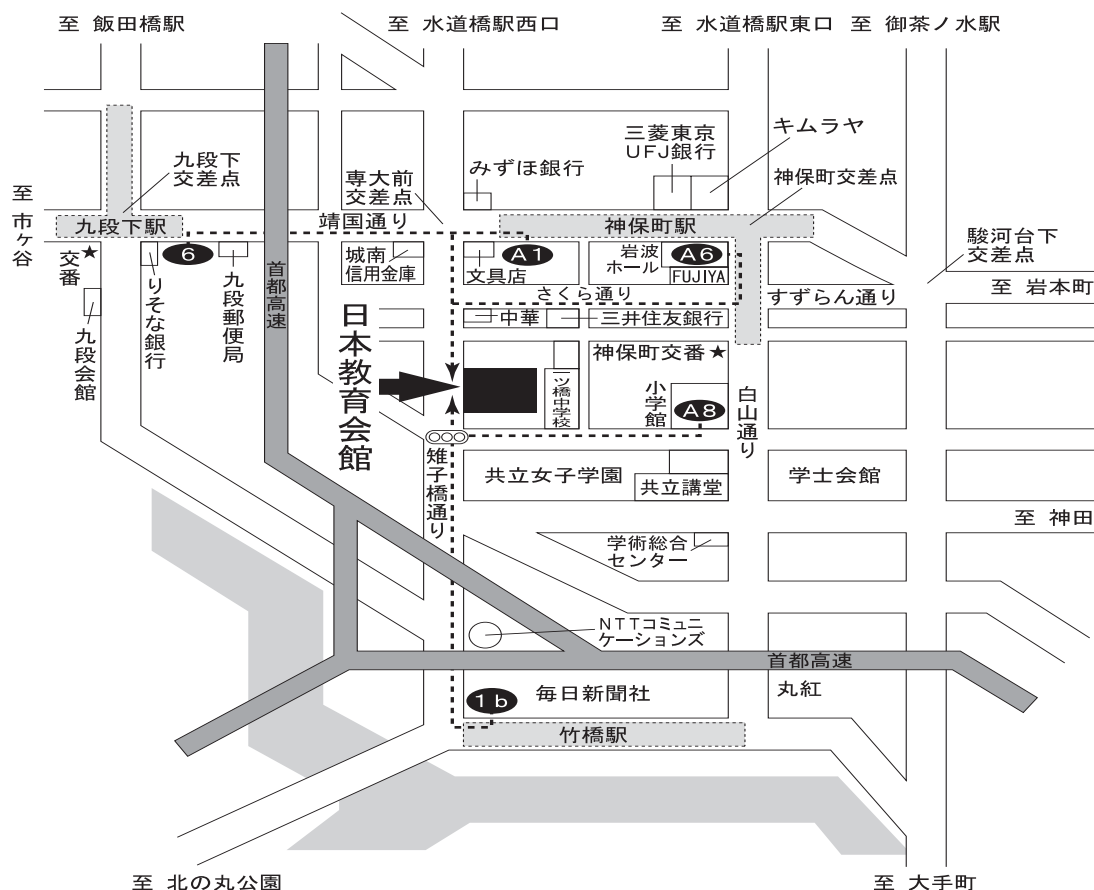 至 飯田橋駅
至 水道橋駅西口
至 水道橋駅東口
至 御茶ノ水駅
キムラヤ
三菱東京
UFJ銀行
みずほ銀行
神保町交差点
九段下
交差点
専大前
交差点
至 市ヶ谷
靖国通り
九段下駅
神保町駅
駿河台下
交差点
6
A1
A6
岩波
ホール
FUJIYA
城南
信用金庫
文具店
交番★
りそな銀行
九段郵便局
九段会館
首都高速
さくら通り
すずらん通り
至 岩本町
中華
三井住友銀行
日本教育会館
神保町交番★
一ツ橋中学校
小学館
A8
白山通り
雉子橋通り
共立女子学園
共立講堂
学士会館
至 神田
学術総合
センター
NTTコミュニ
ケーションズ
首都高速
丸紅
1b
毎日新聞社
竹橋駅
至 北の丸公園
至 大手町